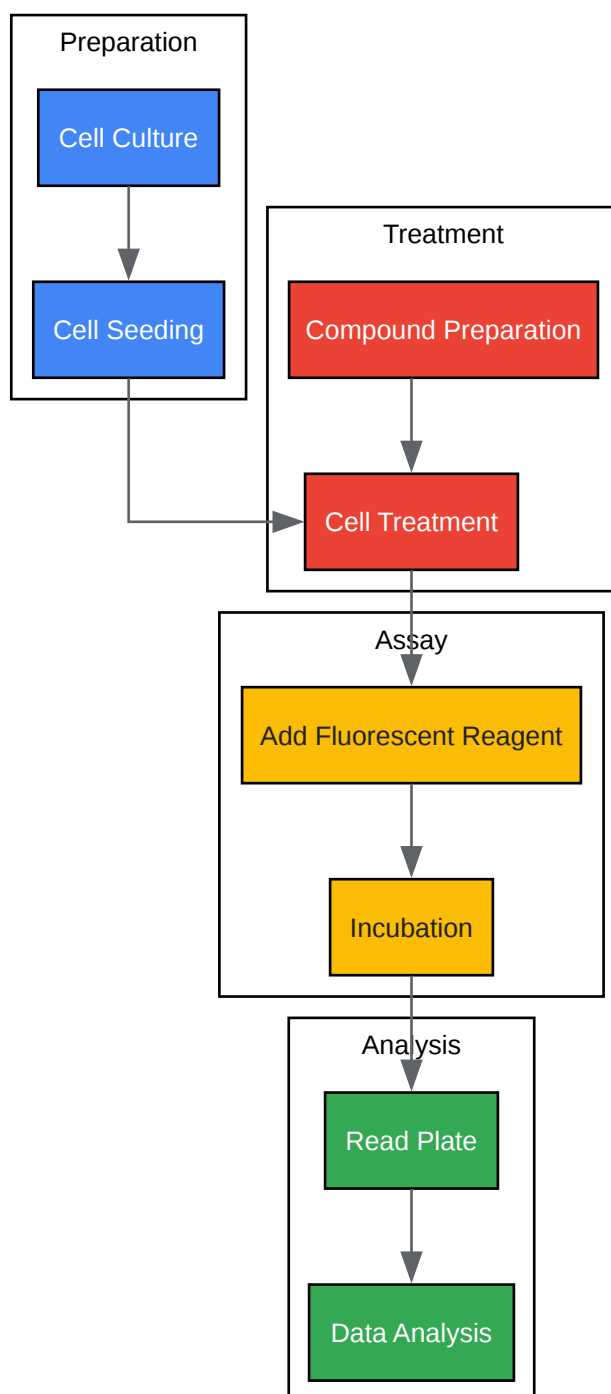 Preparation
Cell Culture
Cell Seeding
Treatment
Compound Preparation
Cell Treatment
Assay
Add Fluorescent Reagent
Incubation
Analysis
Read Plate
Data Analysis